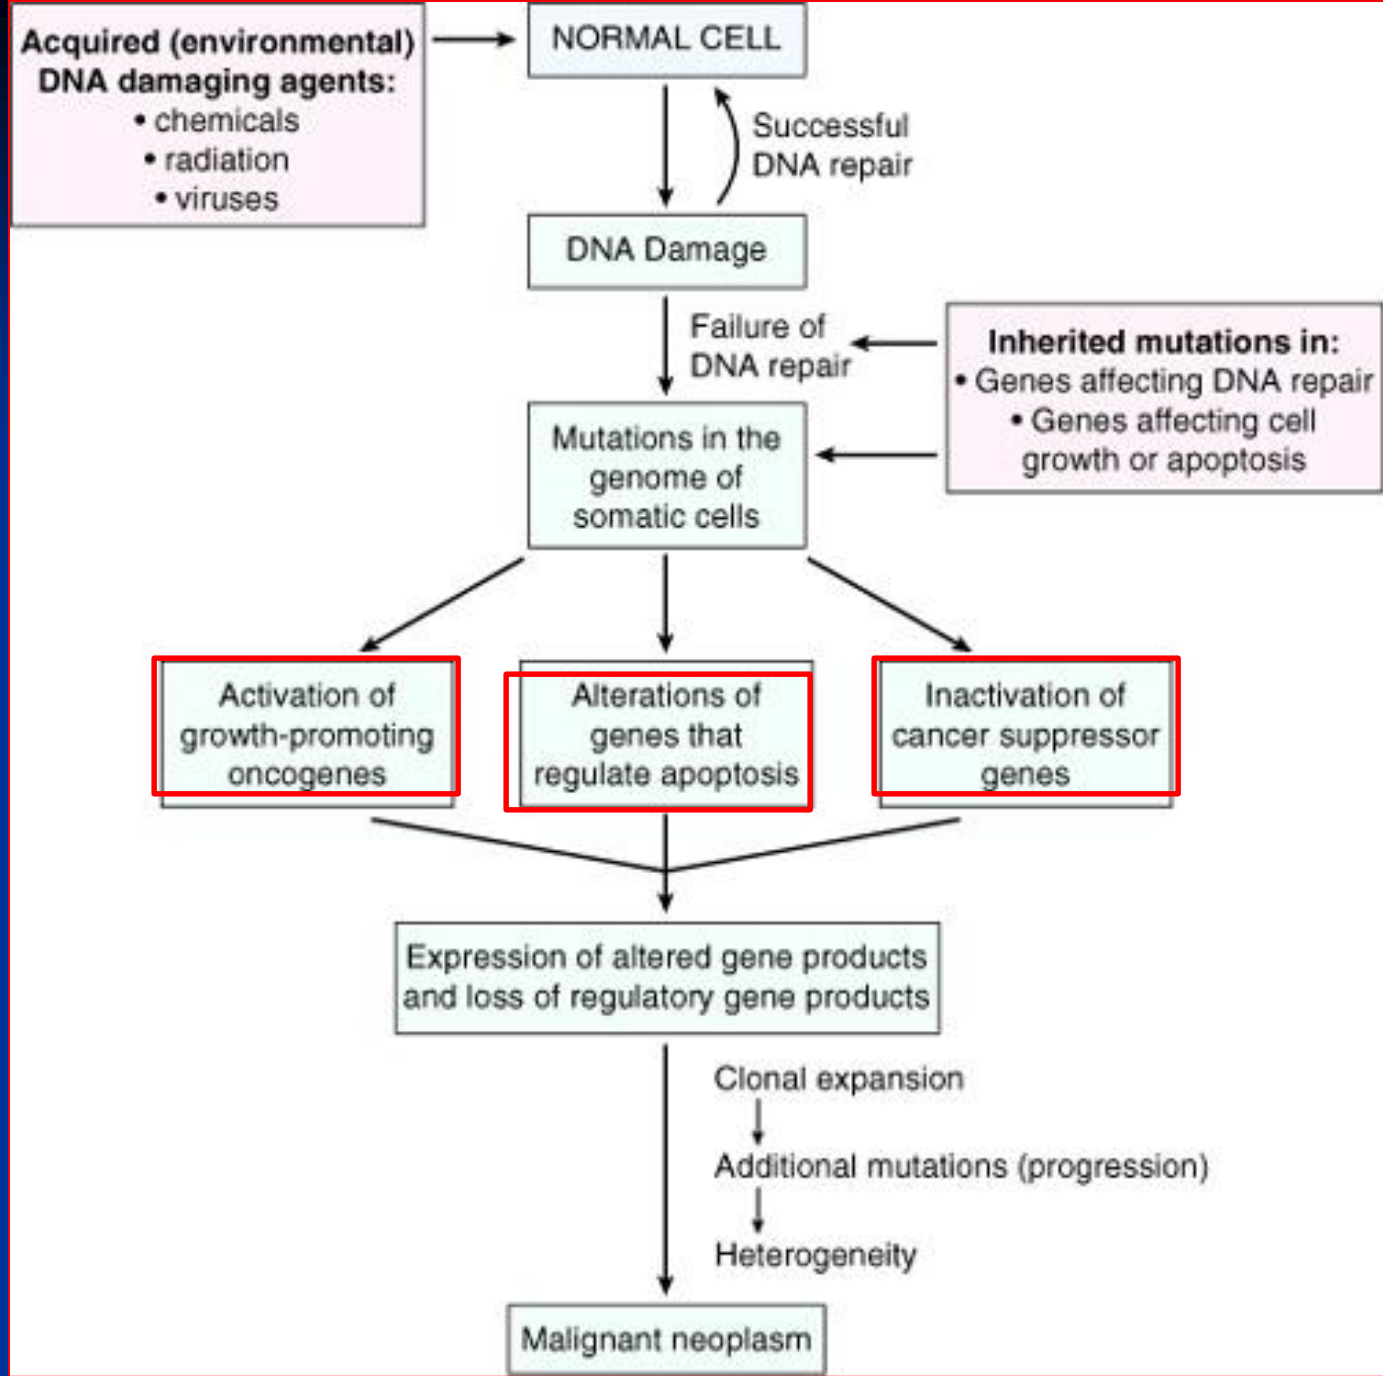 Acquired (environmental)
DNA damaging agents:
• chemicals
• radiation
• viruses
NORMAL CELL
Successful
DNA repair
DNA Damage
Failure of
DNA repair
Inherited mutations in:
• Genes affecting DNA repair
• Genes affecting cell
growth or apoptosis
Mutations in the
genome of
somatic cells
Activation of
growth-promoting
oncogenes
Alterations of
genes that
regulate apoptosis
Inactivation of
cancer suppressor
genes
Expression of altered gene products
and loss of regulatory gene products
Clonal expansion
Additional mutations (progression)
Heterogeneity
Malignant neoplasm